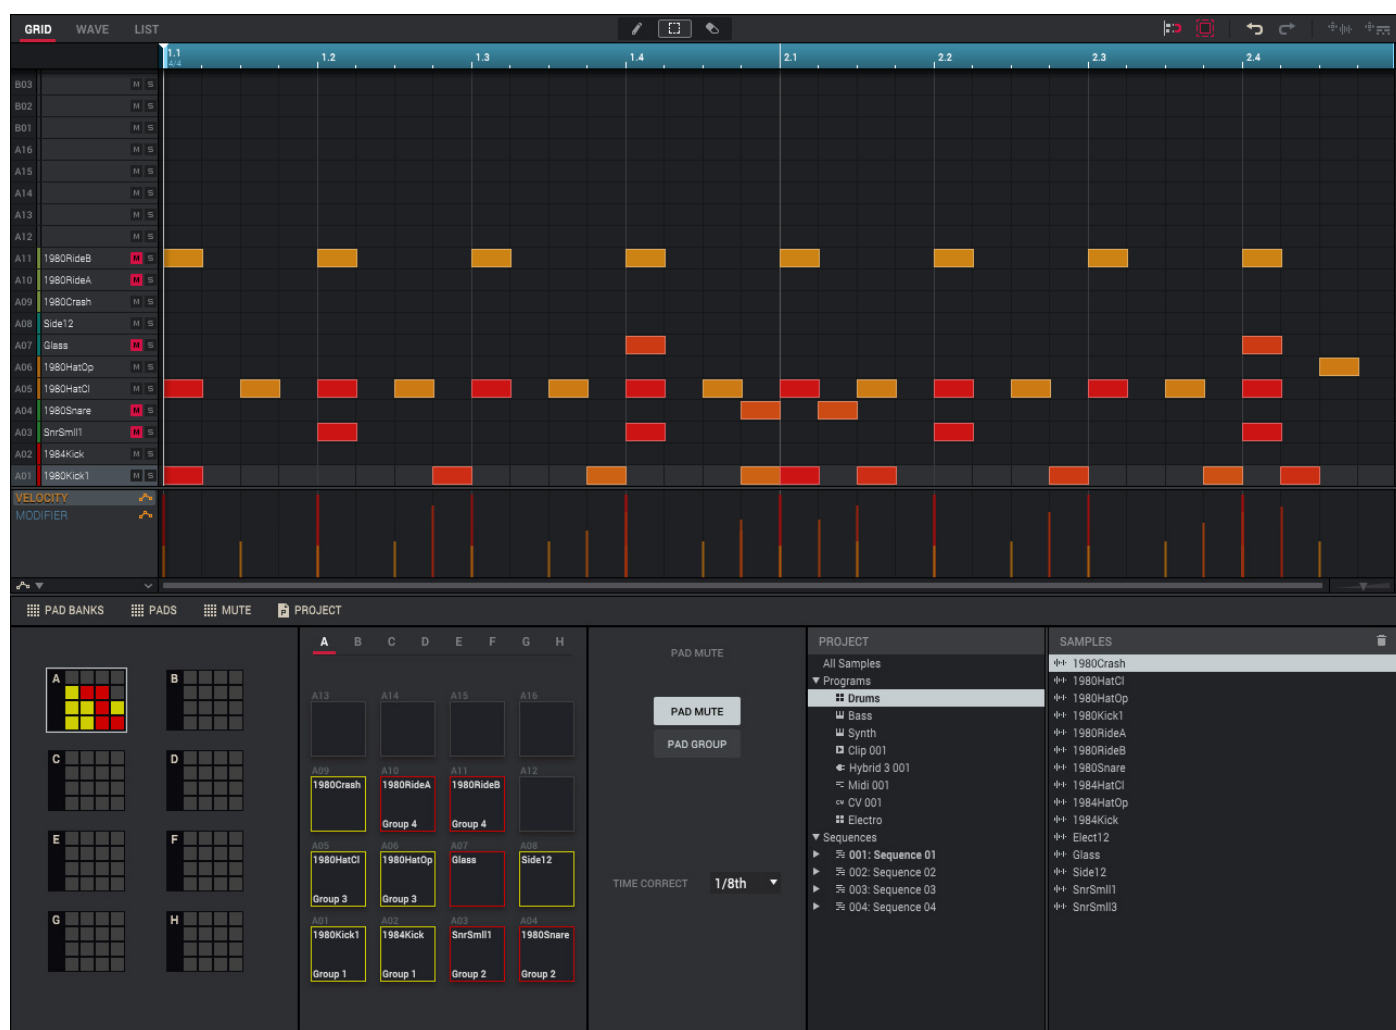 GRID WAVE LIST
1.1 1.2 1.3 1.4 2.1 2.2 2.3 2.4
4/4
B03 M S
B02 M S
B01 M S
A16 M S
A15 M S
A14 M S
A13 M S
A12 M S
A11 1980RideB M S
A10 1980RideA M S
A09 1980Crash M S
A08 Side12 M S
A07 Glass M S
A06 1980HatOp M S
A05 1980HatCl M S
A04 1980Snare M S
A03 SnrSmll1 M S
A02 1984Kick M S
A01 1980Kick1 M S
VELOCITY
MODIFIER
PAD BANKS PADS MUTE PROJECT
A B
C D
E F
G H
A B C D E F G H
A13 A14 A15 A16
A09 A10 A11 A12
1980Crash 1980RideA 1980RideB
Group 4 Group 4
A05 A06 A07 A08
1980HatCl 1980HatOp Glass Side12
Group 3 Group 3
A01 A02 A03 A04
1980Kick1 1984Kick SnrSmll1 1980Snare
Group 1 Group 1 Group 2 Group 2
PAD MUTE
PAD MUTE
PAD GROUP
TIME CORRECT 1/8th
PROJECT
All Samples
Programs
Drums
Bass
Synth
Clip 001
Hybrid 3 001
Midi 001
CV CV 001
Electro
Sequences
001: Sequence 01
002: Sequence 02
003: Sequence 03
004: Sequence 04
SAMPLES
1980Crash
1980HatCl
1980HatOp
1980Kick1
1980RideA
1980RideB
1980Snare
1984HatCl
1984HatOp
1984Kick
Elect12
Glass
Side12
SnrSmll1
SnrSmll3